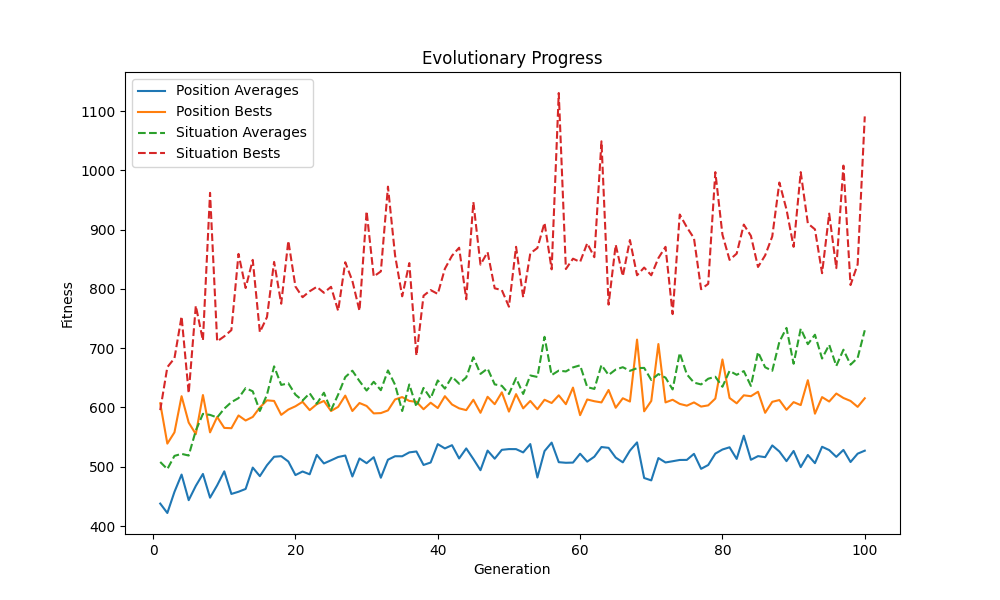 Evolutionary Progress
Position Averages
Position Bests
Situation Averages
Situation Bests
1100
1000
900
800
700
600
500
400
Fitness
0 20 40 60 80 100
Generation